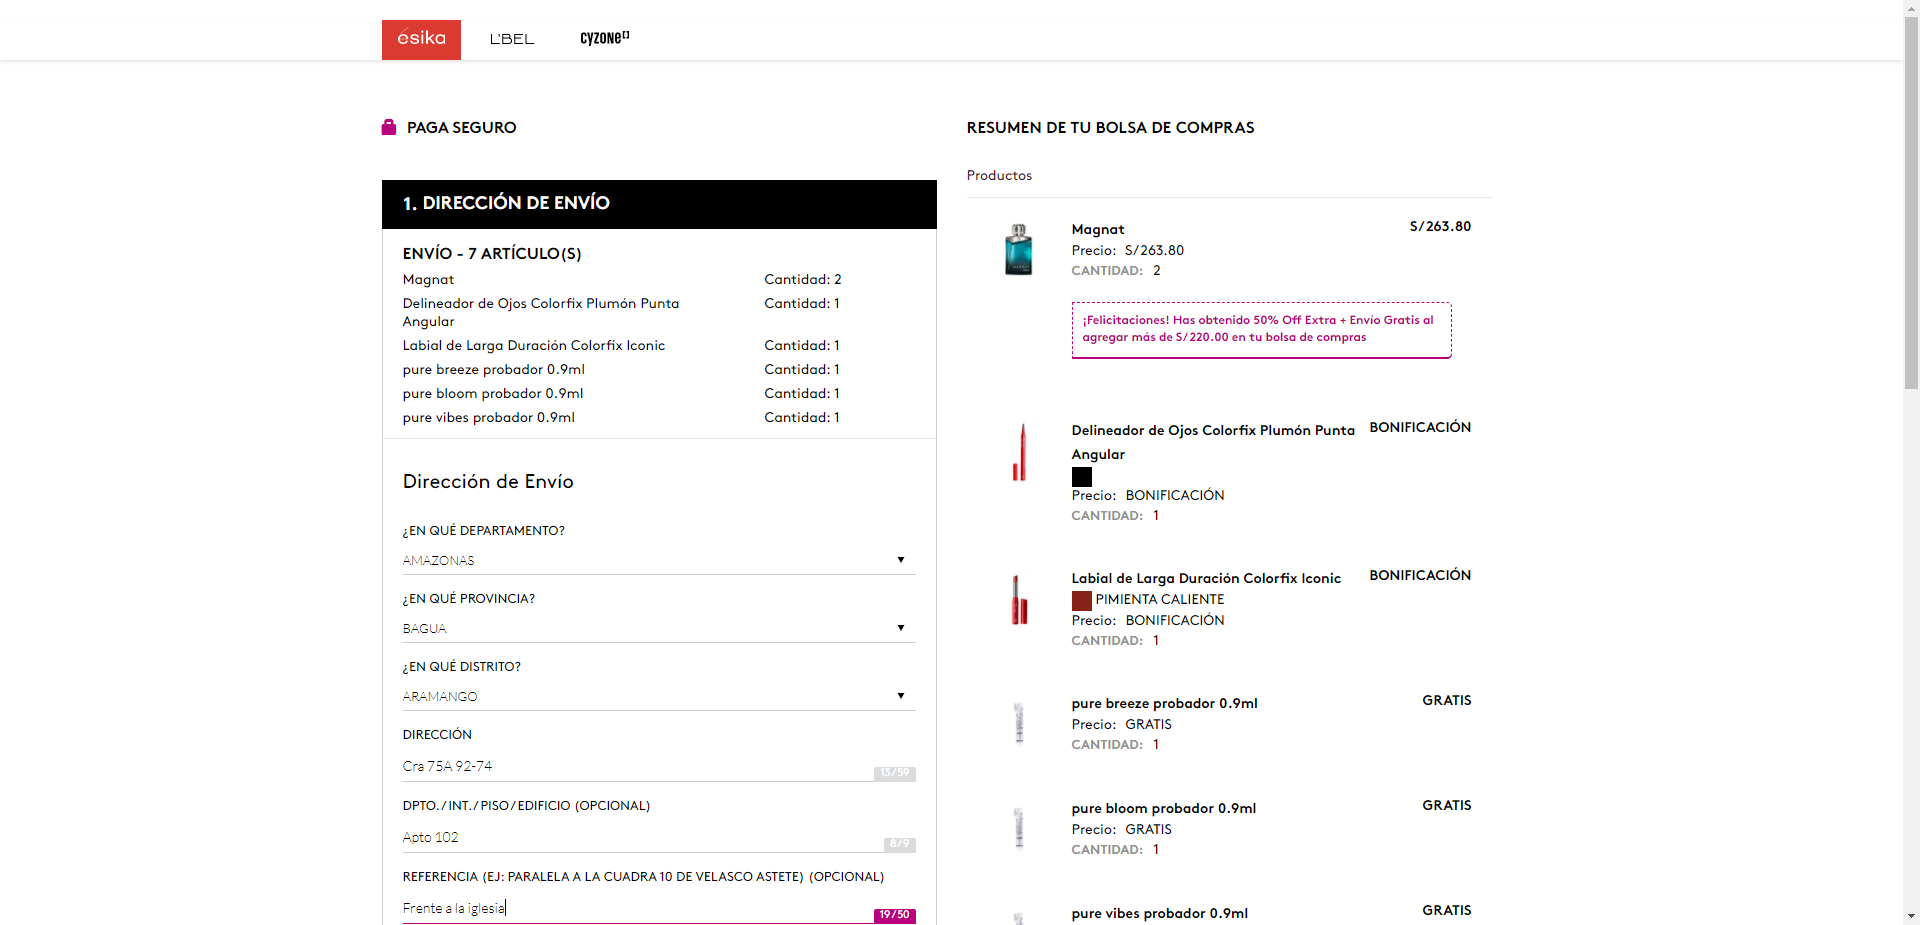 ésika
L'BEL
cyzone
PAGA SEGURO
1. DIRECCIÓN DE ENVÍO
ENVÍO - 7 ARTÍCULO(S)
Magnat Cantidad: 2
Delineador de Ojos Colorfix Plumón Punta Cantidad: 1
Angular
Labial de Larga Duración Colorfix Iconic Cantidad: 1
pure breeze probador 0.9ml Cantidad: 1
pure bloom probador 0.9ml Cantidad: 1
pure vibes probador 0.9ml Cantidad: 1
Dirección de Envío
¿EN QUÉ DEPARTAMENTO?
AMAZONAS
¿EN QUÉ PROVINCIA?
BAGUA
¿EN QUÉ DISTRITO?
ARAMANGO
DIRECCIÓN
Cra 75A 92-74
13/59
DPTO./INT./PISO/EDIFICIO (OPCIONAL)
Apto 102
8/9
REFERENCIA (EJ: PARALELA A LA CUADRA 10 DE VELASCO ASTETE) (OPCIONAL)
Frente a la iglesia
19/50
RESUMEN DE TU BOLSA DE COMPRAS
Productos
Magnat S/263.80
Precio: S/263.80
CANTIDAD: 2
¡Felicitaciones! Has obtenido 50% Off Extra + Envío Gratis al
agregar más de S/220.00 en tu bolsa de compras
Delineador de Ojos Colorfix Plumón Punta BONIFICACIÓN
Angular
Precio: BONIFICACIÓN
CANTIDAD: 1
Labial de Larga Duración Colorfix Iconic BONIFICACIÓN
PIMIENTA CALIENTE
Precio: BONIFICACIÓN
CANTIDAD: 1
pure breeze probador 0.9ml GRATIS
Precio: GRATIS
CANTIDAD: 1
pure bloom probador 0.9ml GRATIS
Precio: GRATIS
CANTIDAD: 1
pure vibes probador 0.9ml GRATIS